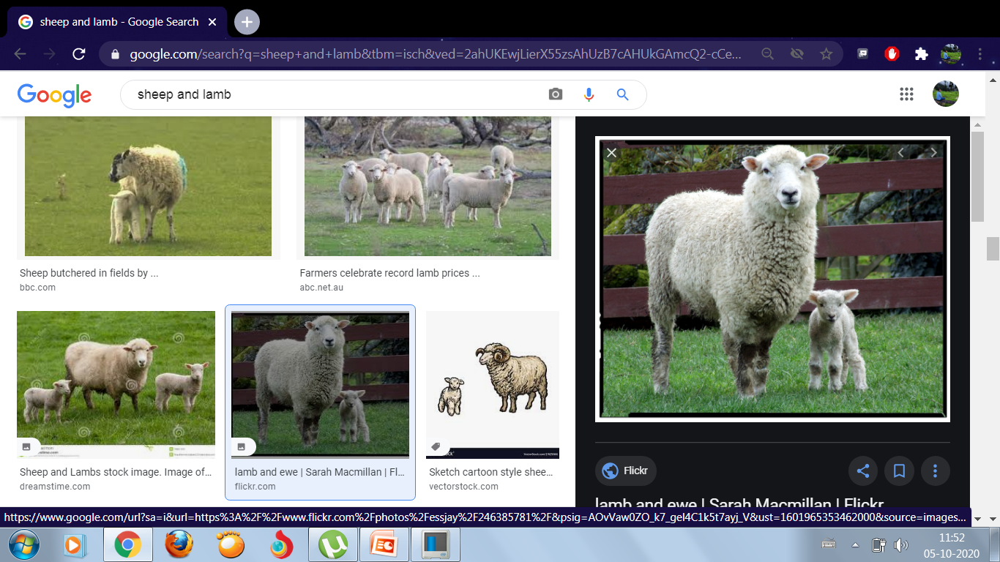 sheep and lamb - Google Search
google.com/search?q=sheep+and+lamb&tbm=isch&ved=2ahUKEwjLierX55zsAhUzB7cAHUkGAmcQ2-cCe...
Google
sheep and lamb
Sheep butchered in fields by ...
bbc.com
Farmers celebrate record lamb prices ...
abc.net.au
Sheep and Lambs stock image. Image of...
dreamstime.com
lamb and ewe | Sarah Macmillan | Fl...
flickr.com
Sketch cartoon style shee...
vectorstock.com
Flickr
lamb and ewe | Sarah Macmillan | Flickr
https://www.google.com/url?sa=i&url=https%3A%2F%2Fwww.flickr.com%2Fphotos%2Fessjay%2F246385781%2F&psig=AOvVaw0ZO_k7_gel4C1k5t7ayj_V&ust=1601965353462000&source=images...
11:52
05-10-2020